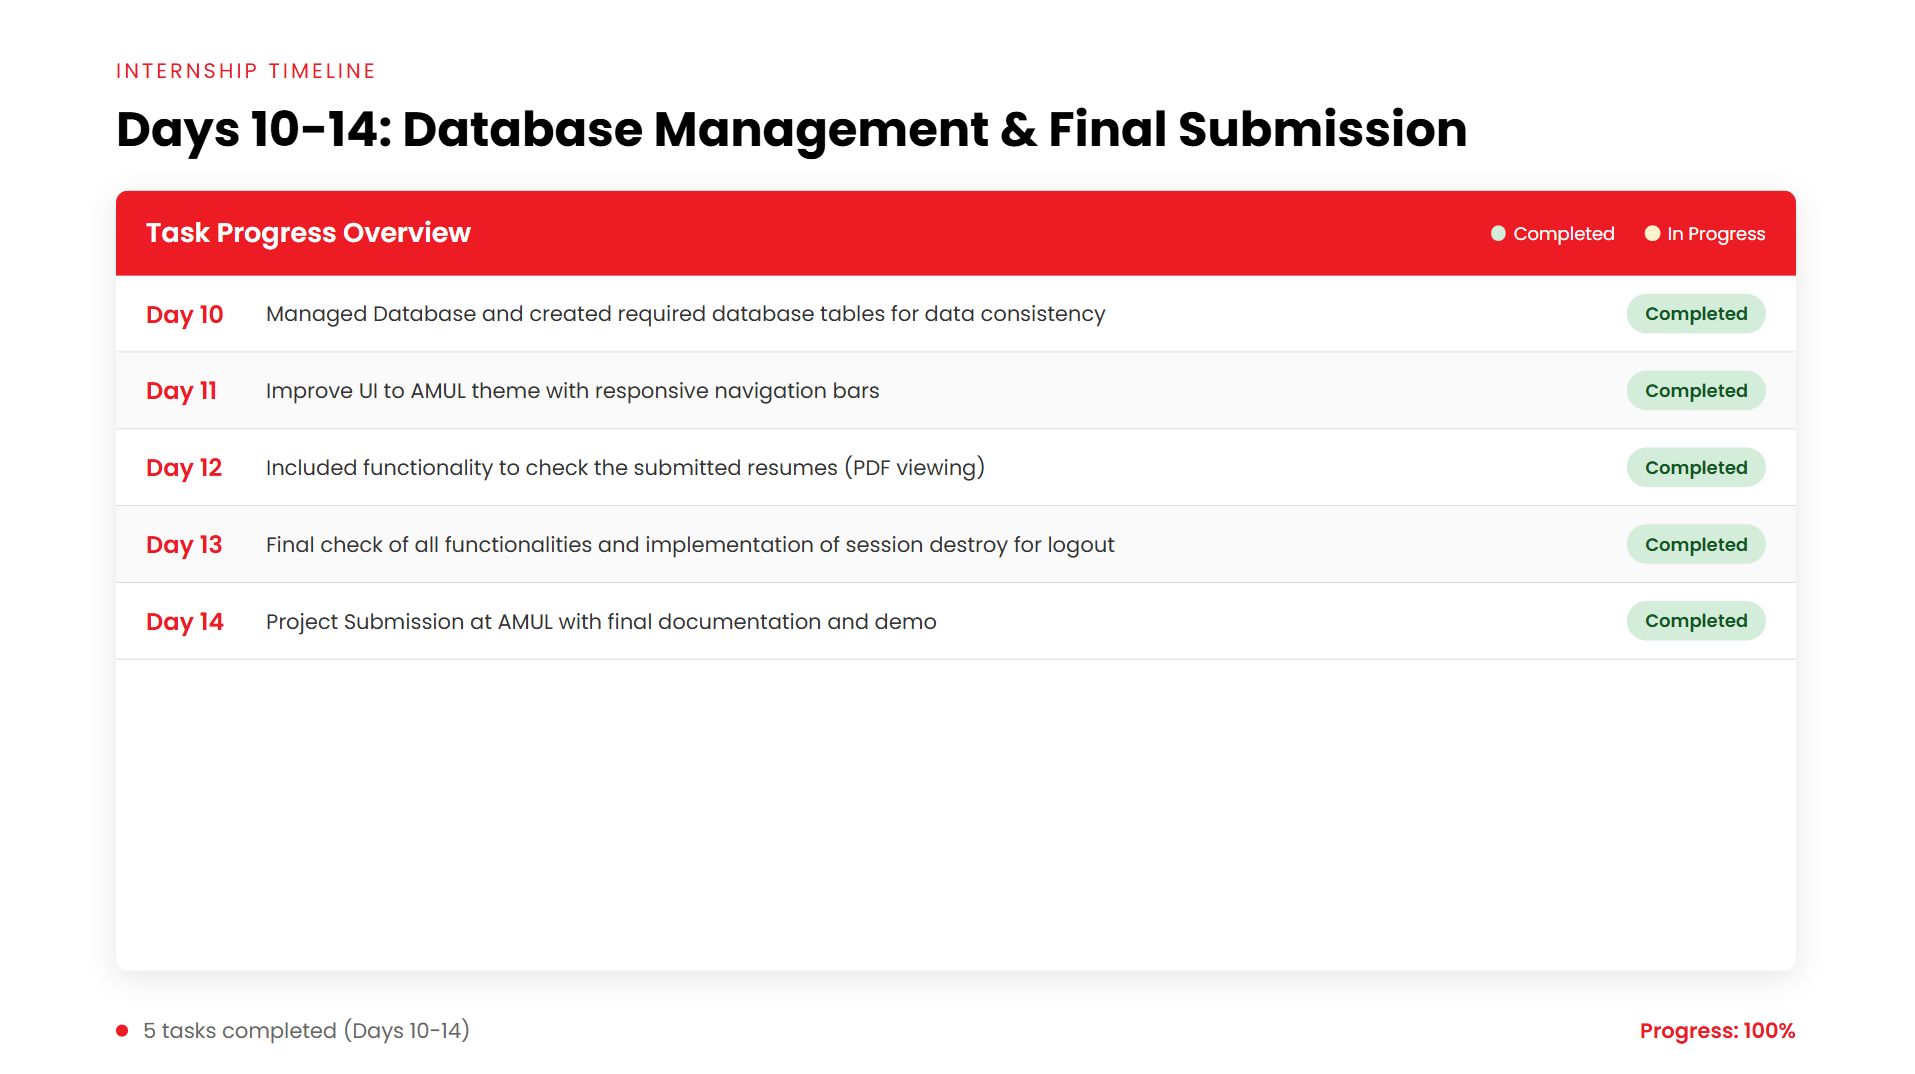 INTERNSHIP TIMELINE
Days 10-14: Database Management & Final Submission
Task Progress Overview
Completed
In Progress
Day 10 Managed Database and created required database tables for data consistency Completed
Day 11 Improve UI to AMUL theme with responsive navigation bars Completed
Day 12 Included functionality to check the submitted resumes (PDF viewing) Completed
Day 13 Final check of all functionalities and implementation of session destroy for logout Completed
Day 14 Project Submission at AMUL with final documentation and demo Completed
5 tasks completed (Days 10-14)
Progress: 100%